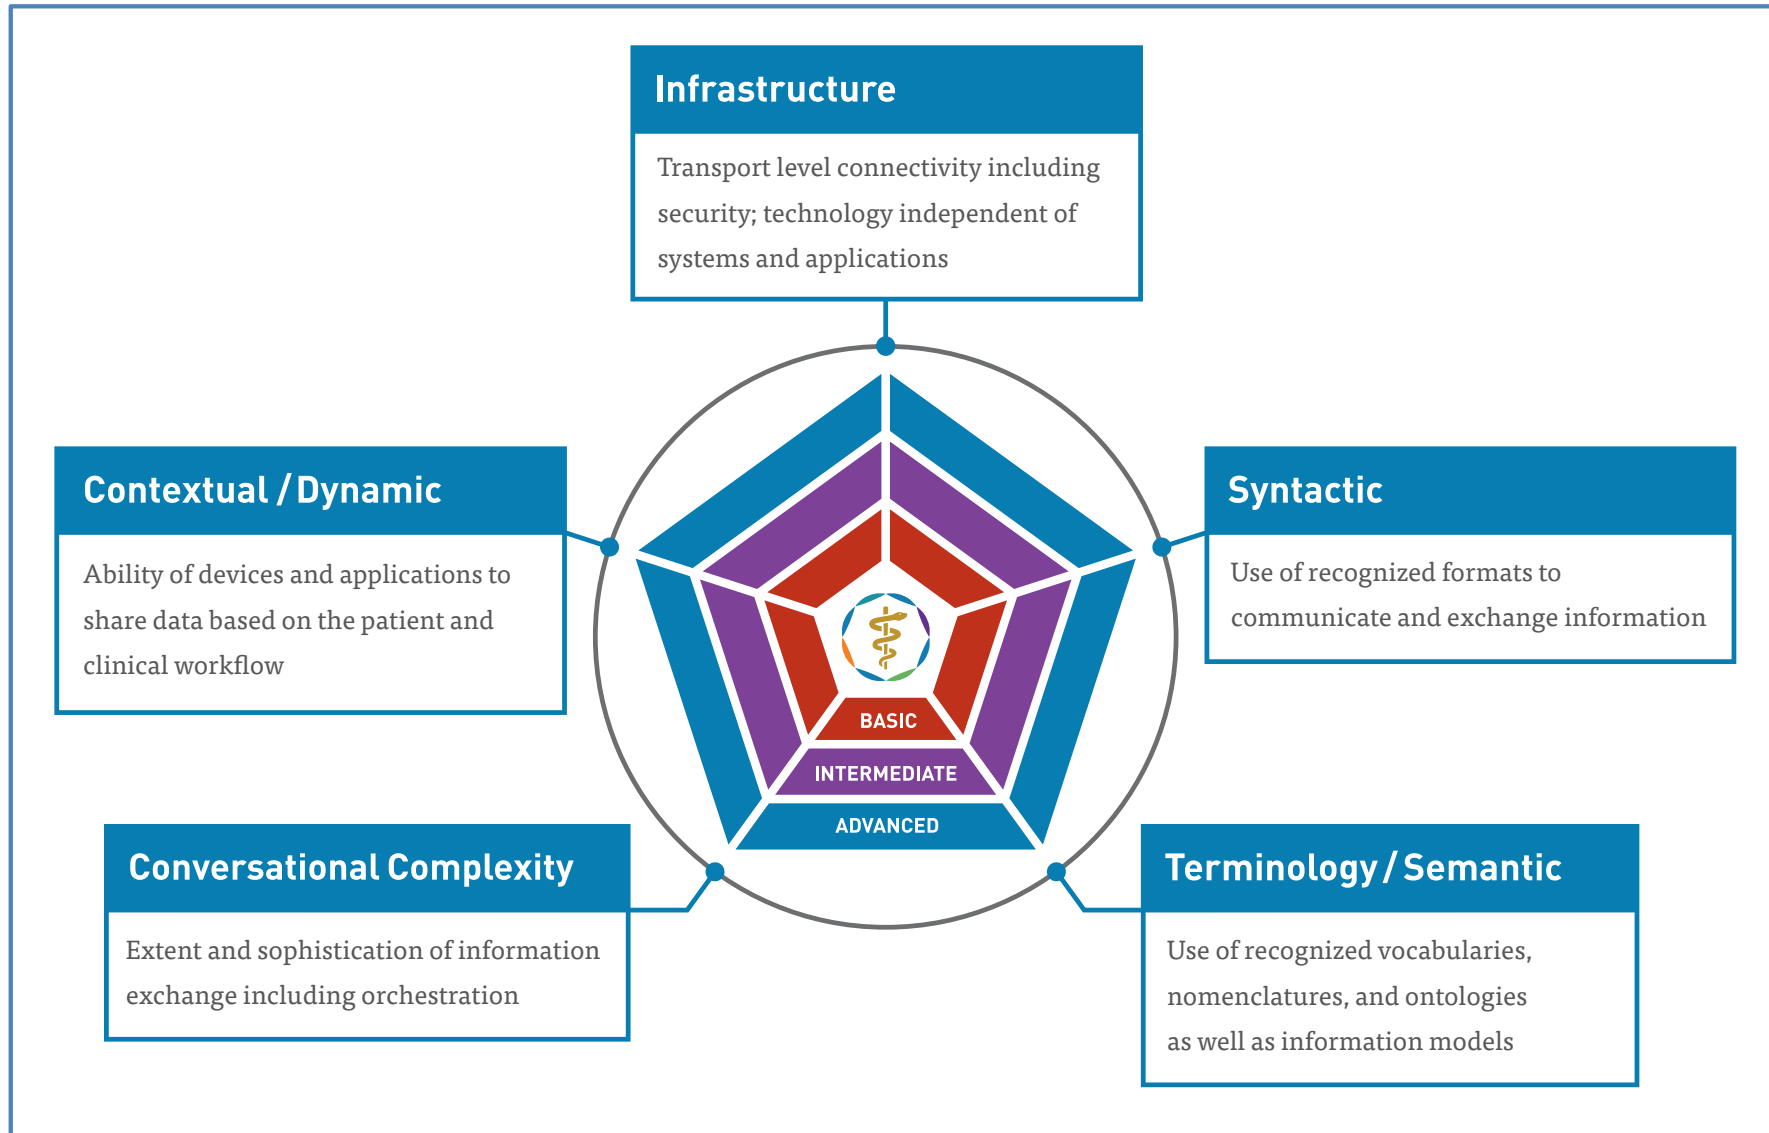 Infrastructure
Transport level connectivity including
security; technology independent of
systems and applications
Contextual / Dynamic
Ability of devices and applications to
share data based on the patient and
clinical workflow
Syntactic
Use of recognized formats to
communicate and exchange information
BASIC
INTERMEDIATE
ADVANCED
Conversational Complexity
Extent and sophistication of information
exchange including orchestration
Terminology / Semantic
Use of recognized vocabularies,
nomenclatures, and ontologies
as well as information models